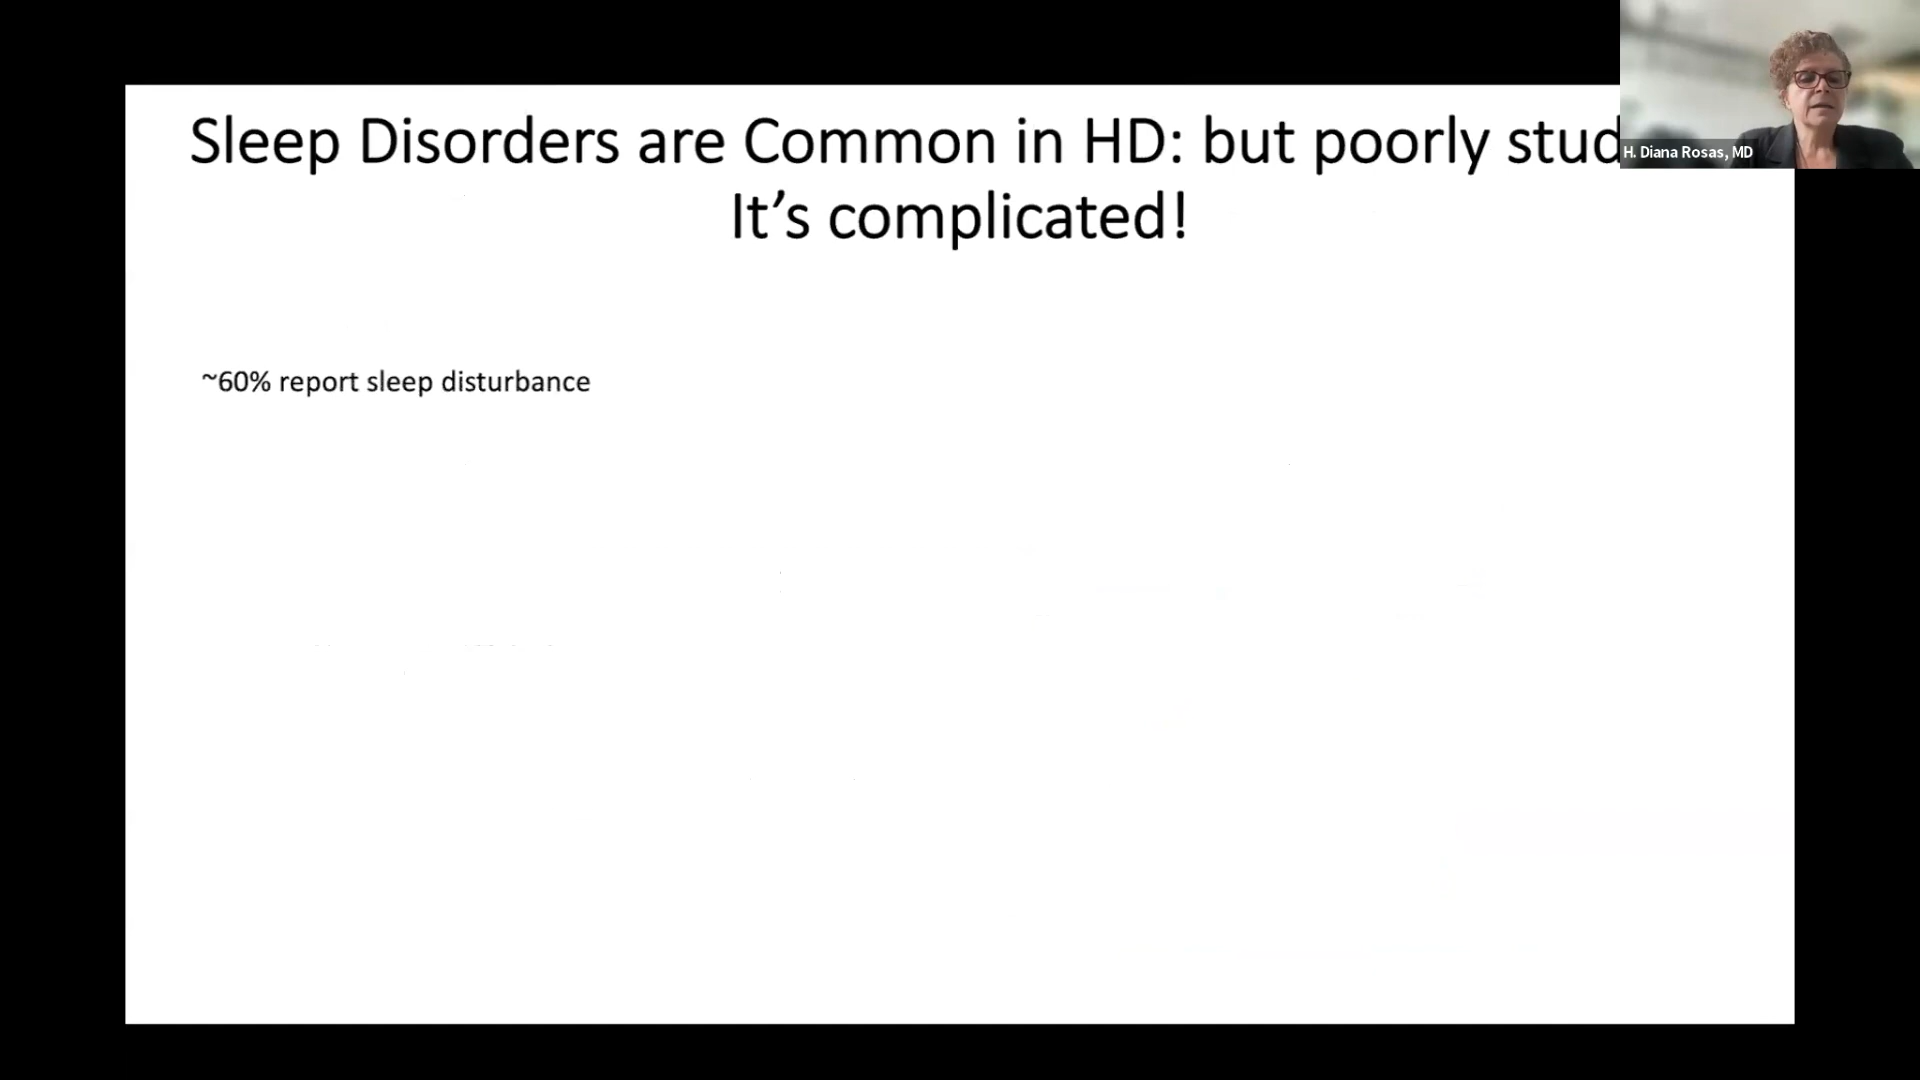 Sleep Disorders are Common in HD: but poorly stud
It’s complicated!
H. Diana Rosas, MD
~60% report sleep disturbance